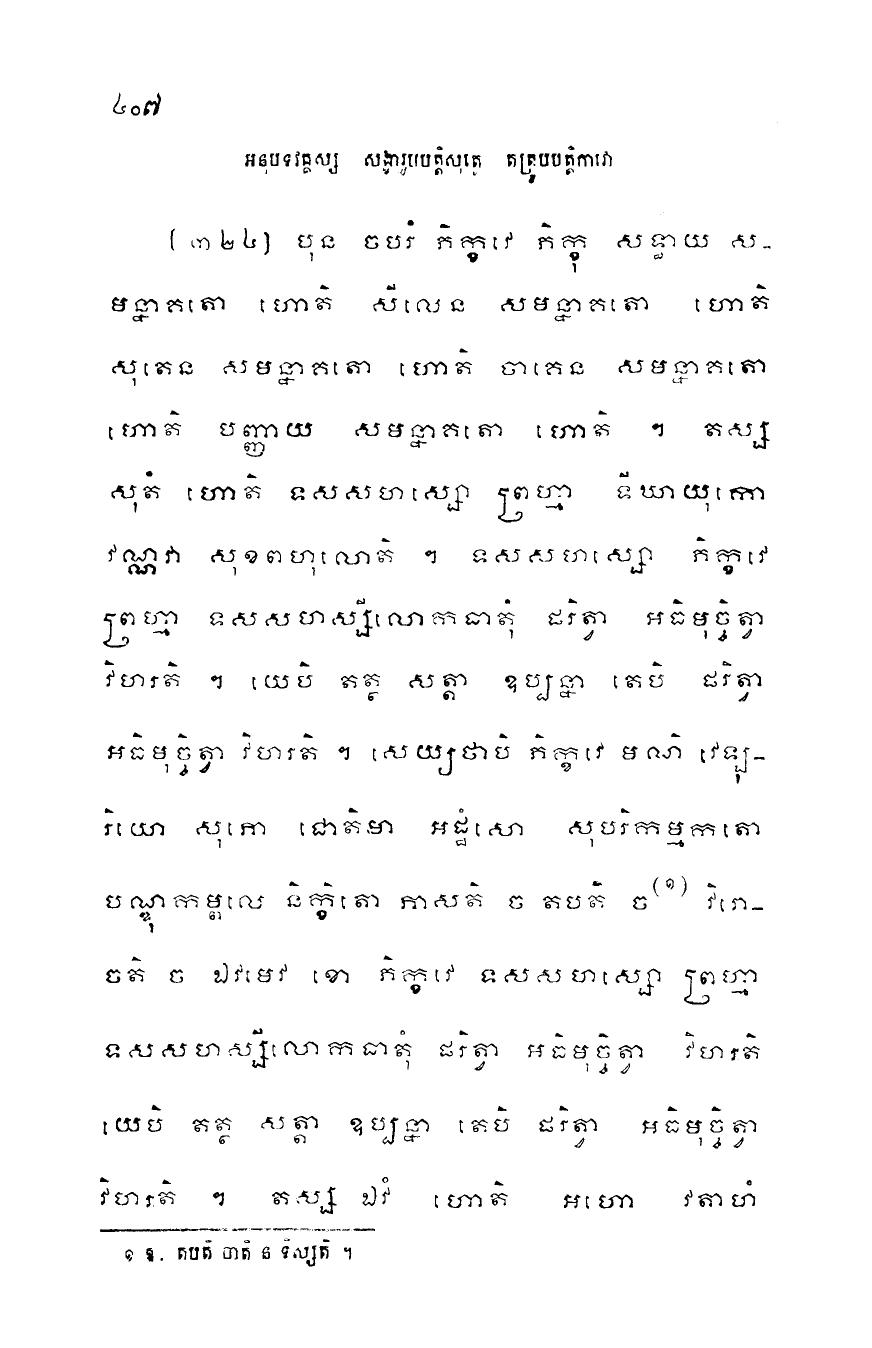 ៤០៧
អនុបទវគ្គស្ស សង្ខារូបបត្តិសុត្តេ តត្រូបបត្តិភាវោ
(៣២៤) បុន ចបរំ ភិក្ខវេ ភិក្ខុ សទ្ធាយ ស-
មន្នាគតោ ហោតិ សីលេន សមន្នាគតោ ហោតិ
សុតេន សមន្នាគតោ ហោតិ ចាគេន សមន្នាគតោ
ហោតិ បញ្ញាយ សមន្នាគតោ ហោតិ ។ តស្ស
សុតំ ហោតិ ទសសហស្សោ ព្រហ្មា ទីឃាយុកោ
វណ្ណវា សុខពហុលោតិ ។ ទសសហស្សោ ភិក្ខវេ
ព្រហ្មា ទសសហស្សីលោកធាតុំ ផរិត្វា អធិមុច្ចិត្វា
វិហរតិ ។ យេបិ តត្ថ សត្តា ឧប្បន្នា តេបិ ផរិត្វា
អធិមុច្ចិត្វា វិហរតិ ។ សេយ្យថាបិ ភិក្ខវេ មណិ វេឡុ-
រិយោ សុភោ ជោតិមា អដ្ឋំសោ សុបរិកម្មកតោ
បណ្ឌុកម្ពលេ និក្ខិតោ ភាសតិ ច តបតិ ច(១) វិរោ-
ចតិ ច ឯវមេវ ខោ ភិក្ខវេ ទសសហស្សោ ព្រហ្មា
ទសសហស្សីលោកធាតុំ ផរិត្វា អធិមុច្ចិត្វា វិហរតិ
យេបិ តត្ថ សត្តា ឧប្បន្នា តេបិ ផរិត្វា អធិមុច្ចិត្វា
វិហរតិ ។ តស្ស ឯវំ ហោតិ អហោ វតាហំ
១ ឱ. តបតិ ចាតិ ន ទិស្សតិ ។